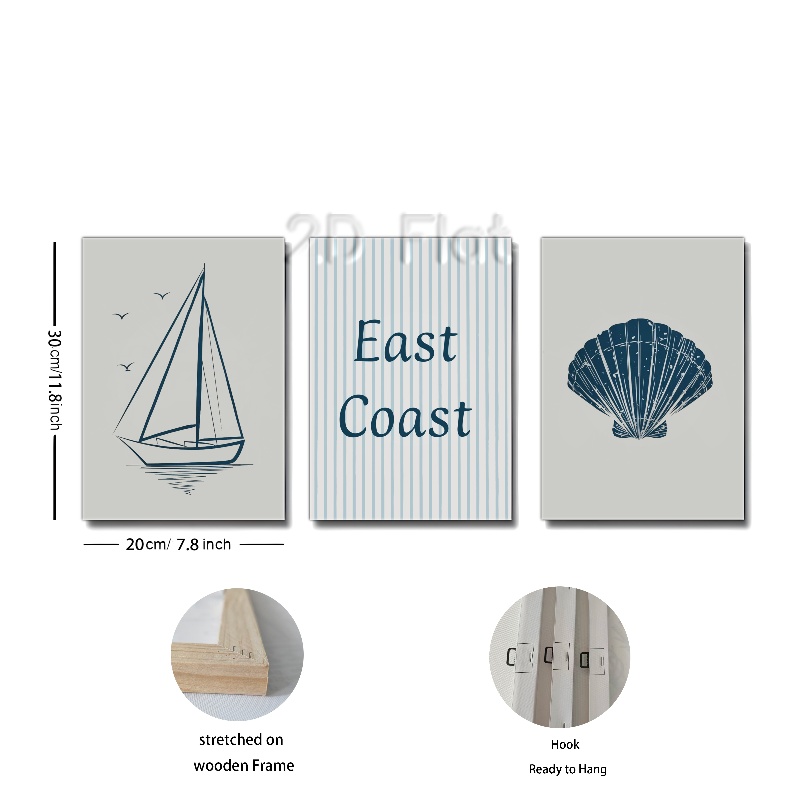 2D Flat
East
Coast
30cm/11.8inch
20cm/ 7.8 inch
stretched on
wooden Frame
Hook
Ready to Hang